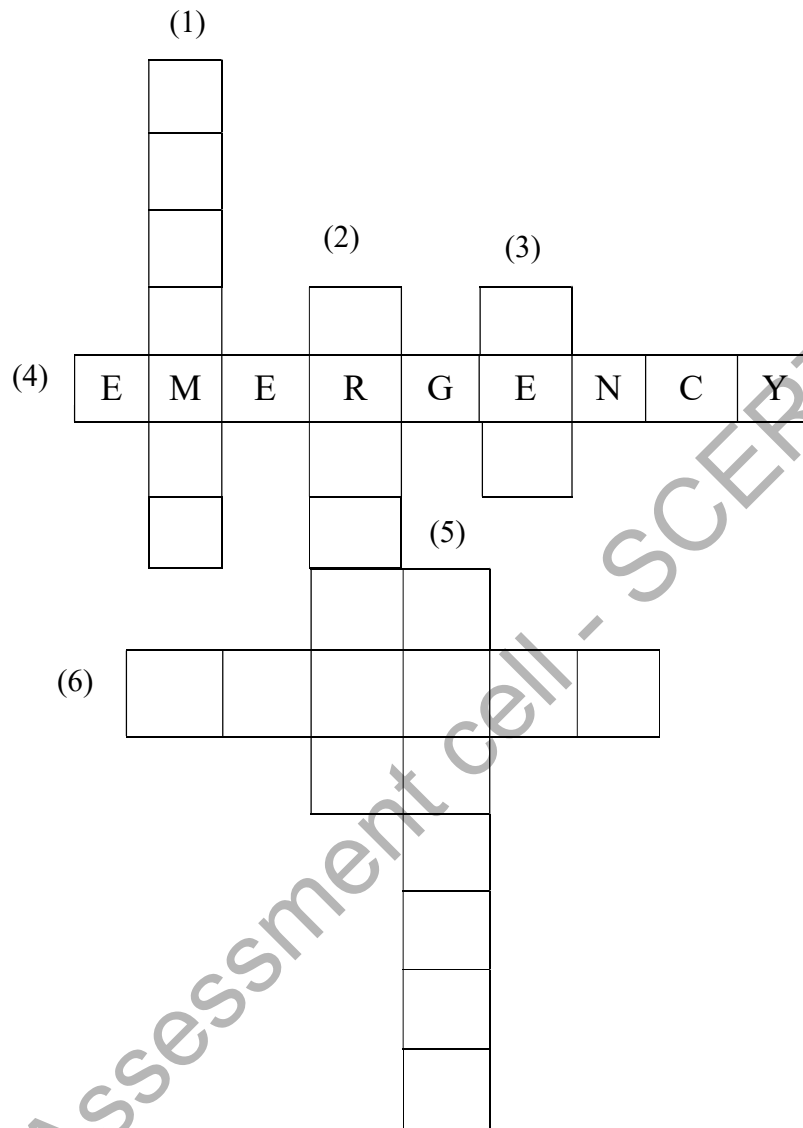 (1)
(2) (3)
(4) E M E R G E N C Y
(5)
(6)
Assessment cell - SCERT